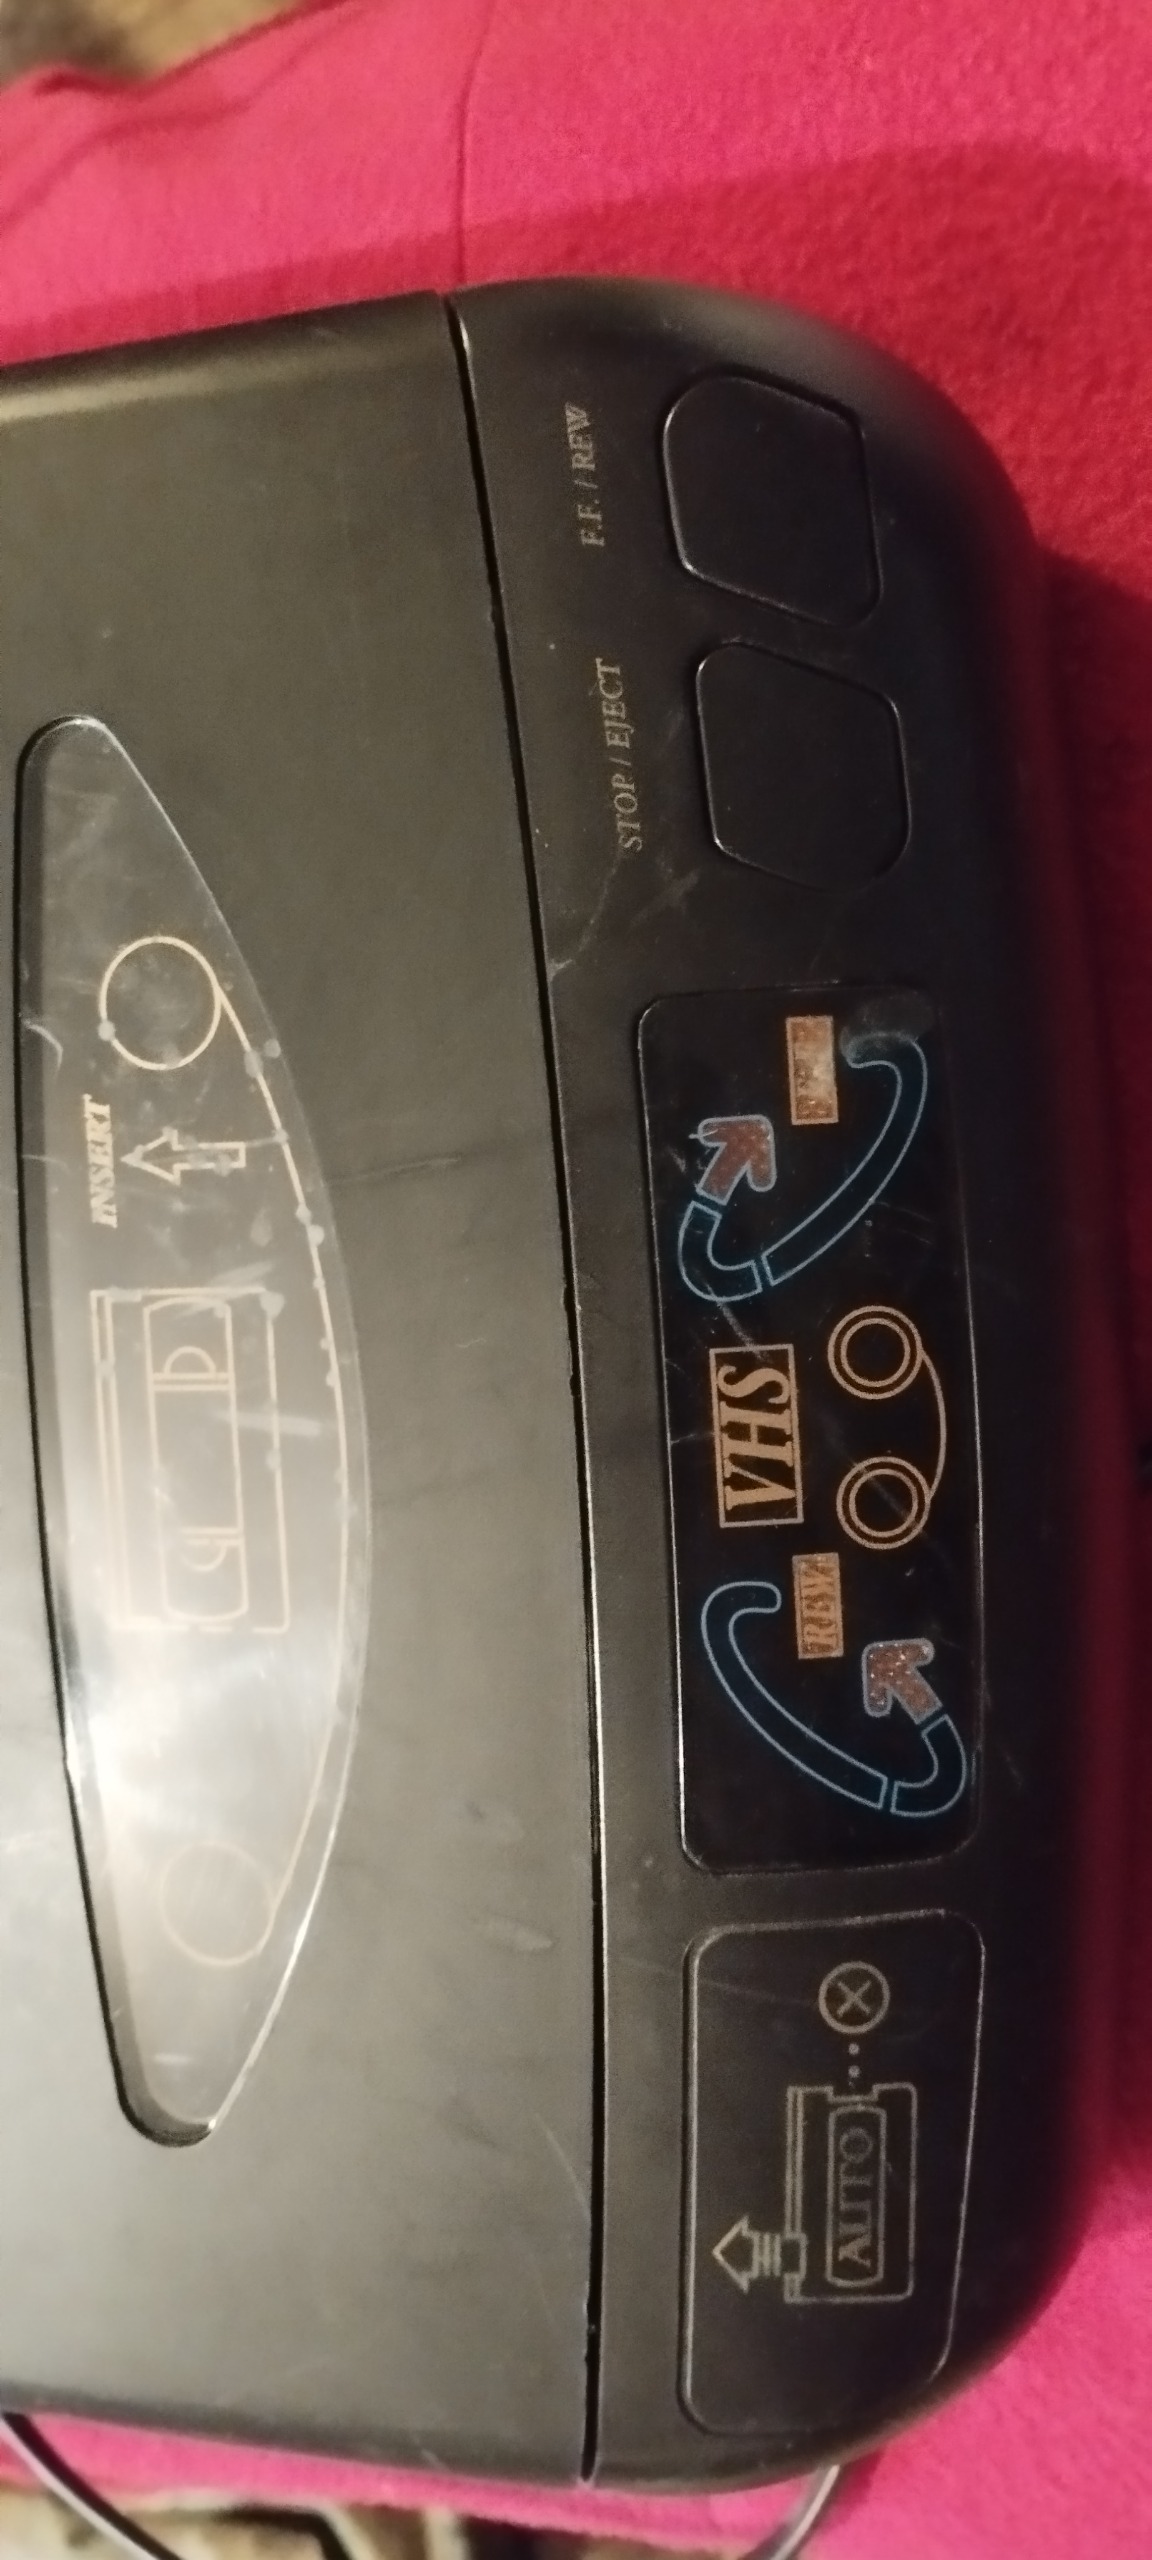 INSERT
F.F. / REW
STOP / EJECT
VHS
REW
AUTO